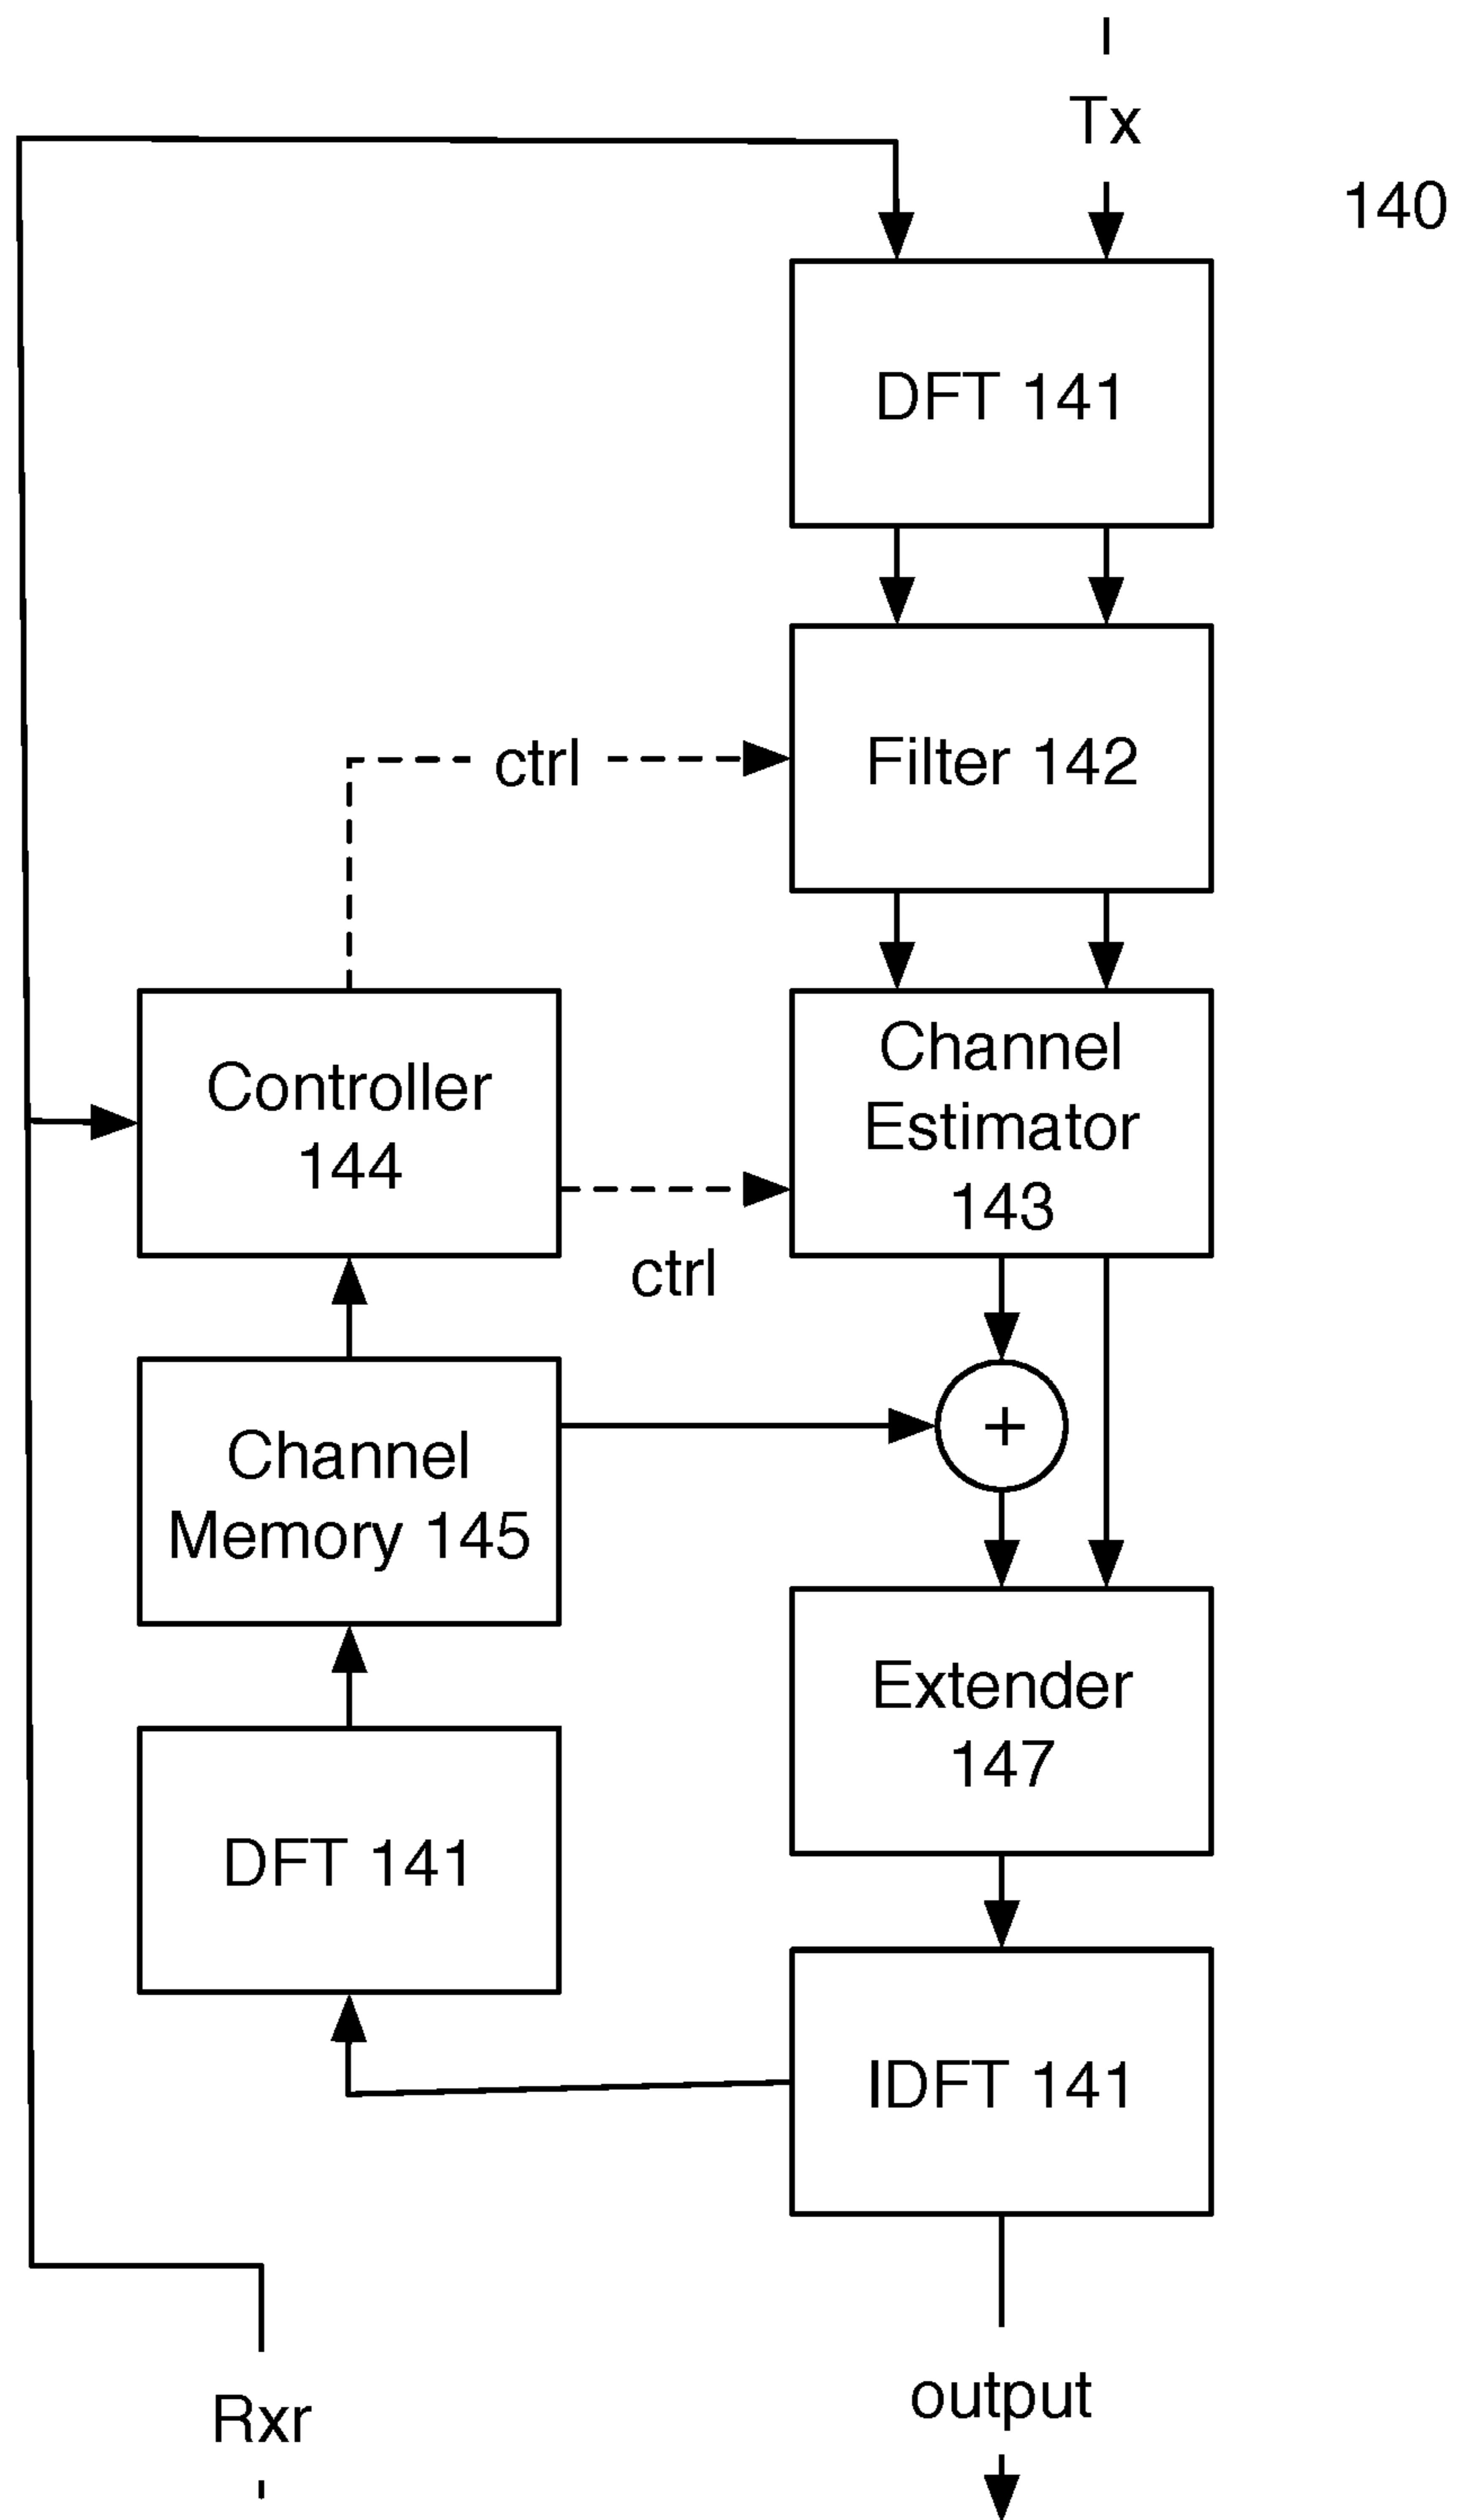 Tx
140
DFT 141
ctrl
Filter 142
Controller
144
Channel
Estimator
143
ctrl
+
Channel
Memory 145
Extender
147
DFT 141
IDFT 141
Rxr
output